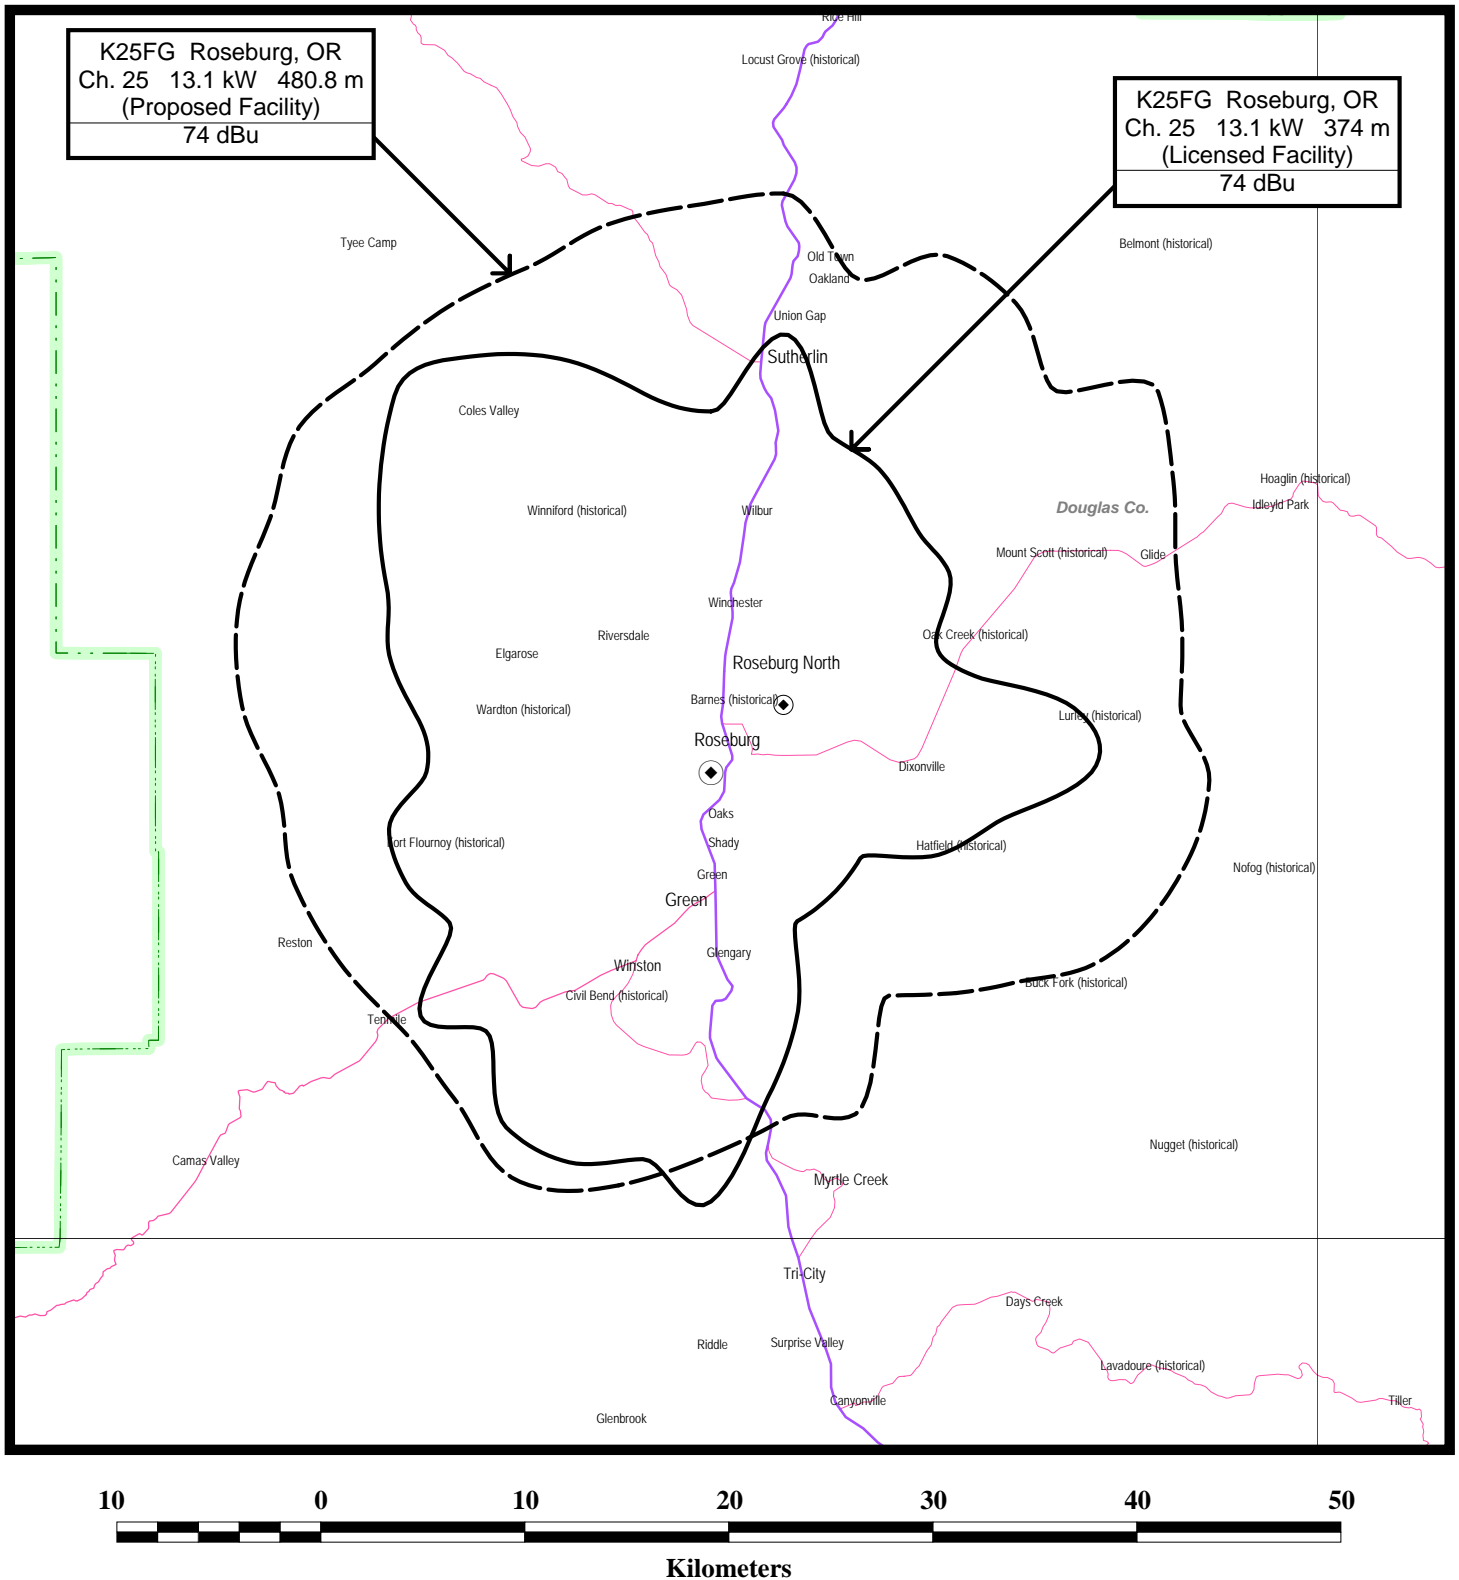 Rice Hill
K25FG Roseburg, OR
Ch. 25 13.1 kW 480.8 m
(Proposed Facility)
74 dBu
Locust Grove (historical)
K25FG Roseburg, OR
Ch. 25 13.1 kW 374 m
(Licensed Facility)
74 dBu
Tyee Camp
Belmont (historical)
Old Town
Oakland
Union Gap
Sutherlin
Coles Valley
Hoaglin (historical)
Idleyld Park
Douglas Co.
Winniford (historical)
Wilbur
Mount Scott (historical)
Glide
Winchester
Riversdale
Oak Creek (historical)
Elgarose
Roseburg North
Barnes (historical)
Wardton (historical)
Lurley (historical)
Roseburg
Dixonville
Oaks
Fort Flournoy (historical)
Shady
Hatfield (historical)
Nofog (historical)
Green
Green
Reston
Glengary
Winston
Buck Fork (historical)
Civil Bend (historical)
Tenmile
Nugget (historical)
Camas Valley
Myrtle Creek
Tri-City
Days Creek
Riddle
Surprise Valley
Lavadoure (historical)
Canyonville
Tiller
Glenbrook
10 0 10 20 30 40 50
Kilometers